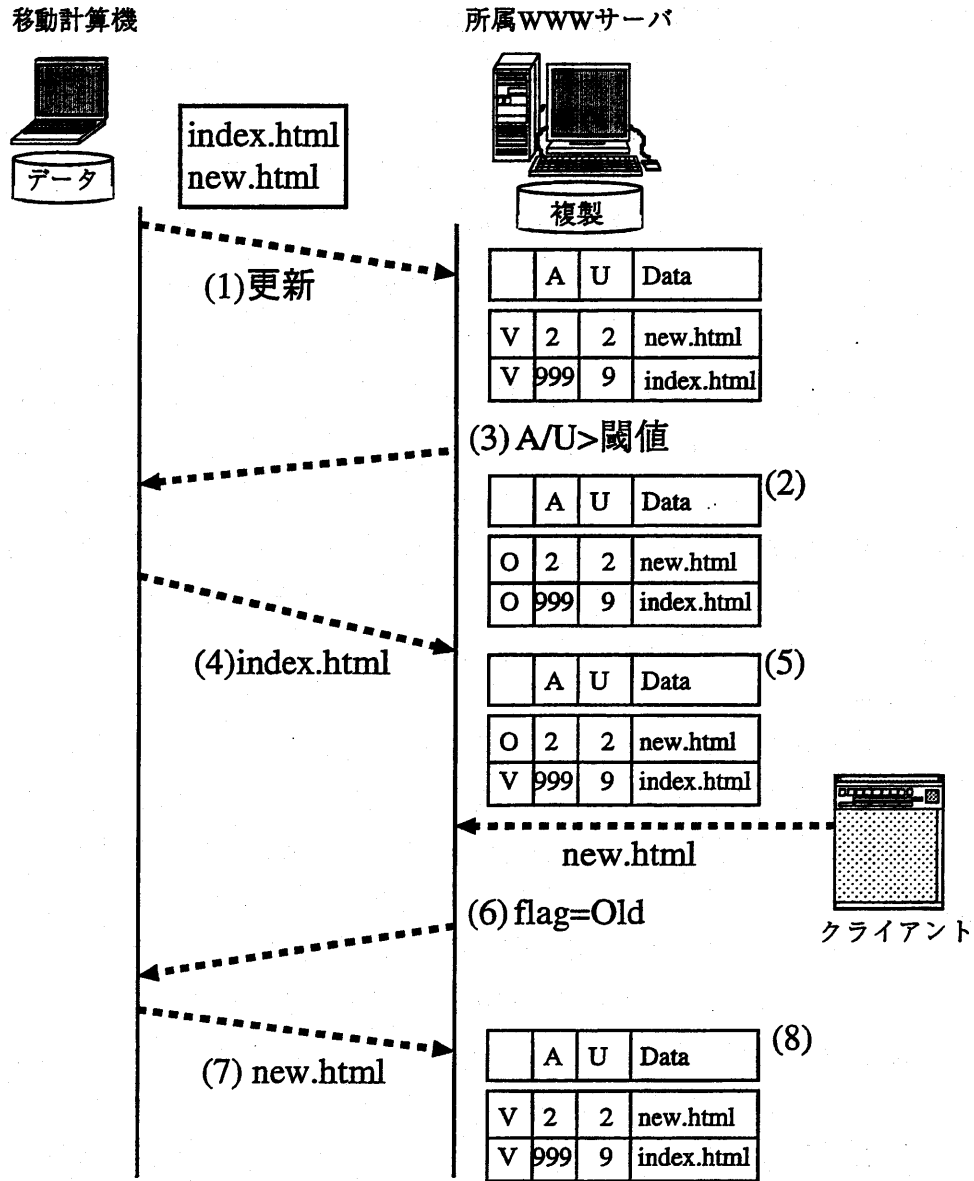 移動計算機
所属WWWサーバ
データ
index.html
new.html
複製
(1)更新
A U Data
V 2 2 new.html
V 999 9 index.html
(3)A/U>閾値
(2)
A U Data
O 2 2 new.html
O 999 9 index.html
(4)index.html
(5)
A U Data
O 2 2 new.html
V 999 9 index.html
new.html
クライアント
(6)flag=Old
(7) new.html
(8)
A U Data
V 2 2 new.html
V 999 9 index.html